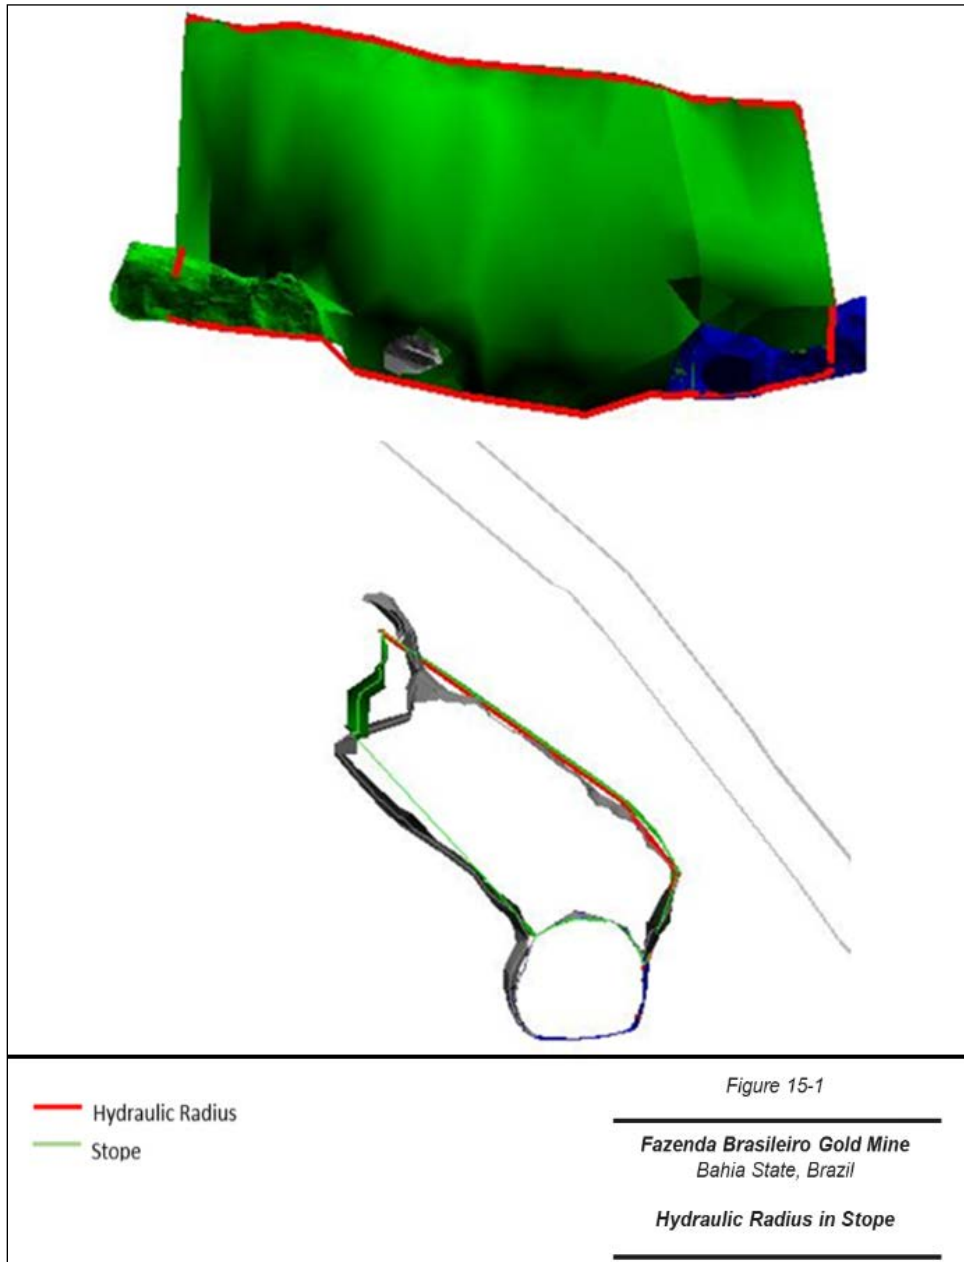 Hydraulic Radius
Stope
Figure 15-1
Fazenda Brasileiro Gold Mine
Bahia State, Brazil
Hydraulic Radius in Stope